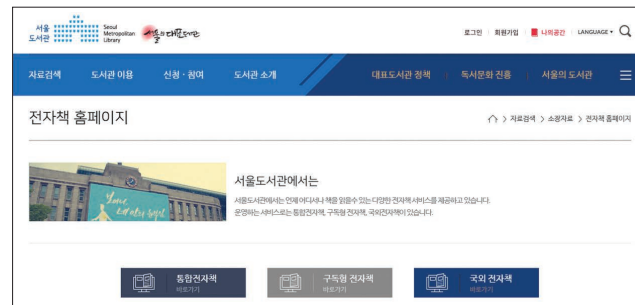 서울
도서관
Seoul
Metropolitan
Library
로그인 회원가입 나의공간 LANGUAGE
자료검색 도서관 이용 신청·참여 도서관 소개 대표도서관 정책 독서문화 진흥 서울의 도서관
전자책 홈페이지
> 자료검색 > 소장자료 > 전자책 홈페이지
서울도서관에서는
서울도서관에서는 언제 어디서나 책을 읽을수 있는 다양한 전자책 서비스를 제공하고 있습니다.
운영하는 서비스로는 통합전자책, 구독형 전자책, 국외전자책이 있습니다.
통합전자책
바로가기
구독형 전자책
바로가기
국외 전자책
바로가기